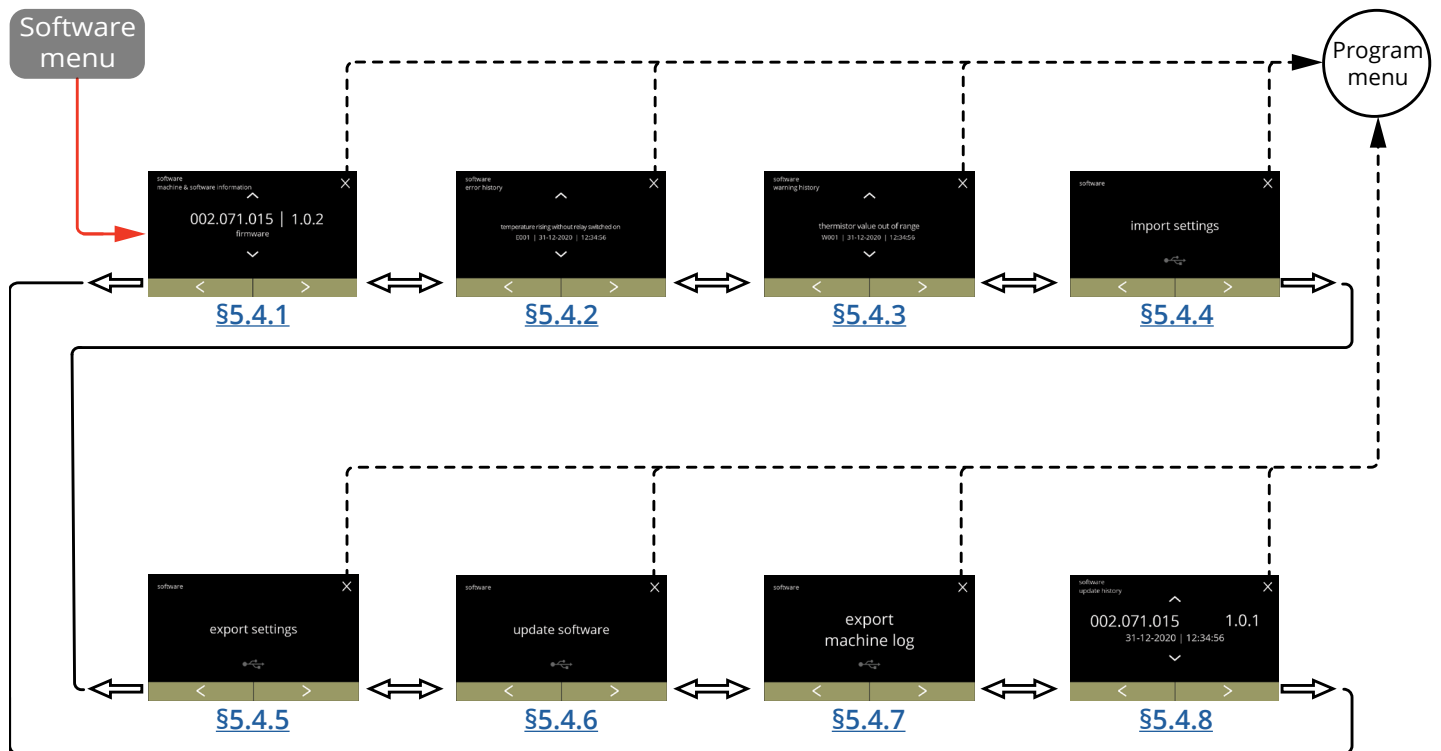 Software
menu
Program
menu
software
machine & software information
002.071.015 | 1.0.2
firmware
< >
§5.4.1
software
error history
temperature rising without relay switched on
E001 | 31-12-2020 | 12:34:56
< >
§5.4.2
software
warning history
thermistor value out of range
W001 | 31-12-2020 | 12:34:56
< >
§5.4.3
software
import settings
< >
§5.4.4
software
export settings
< >
§5.4.5
software
update software
< >
§5.4.6
software
export
machine log
< >
§5.4.7
software
update history
002.071.015 1.0.1
31-12-2020 | 12:34:56
< >
§5.4.8